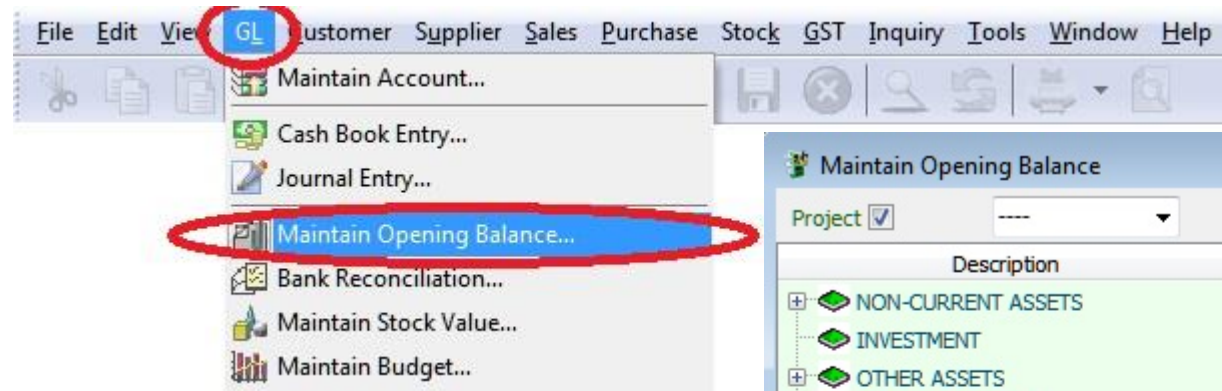 File Edit View GL Customer Supplier Sales Purchase Stock GST Inquiry Tools Window Help
Maintain Account...
Cash Book Entry...
Journal Entry...
Maintain Opening Balance...
Bank Reconciliation...
Maintain Stock Value...
Maintain Budget...
Maintain Opening Balance
Project ----
Description
NON-CURRENT ASSETS
INVESTMENT
OTHER ASSETS